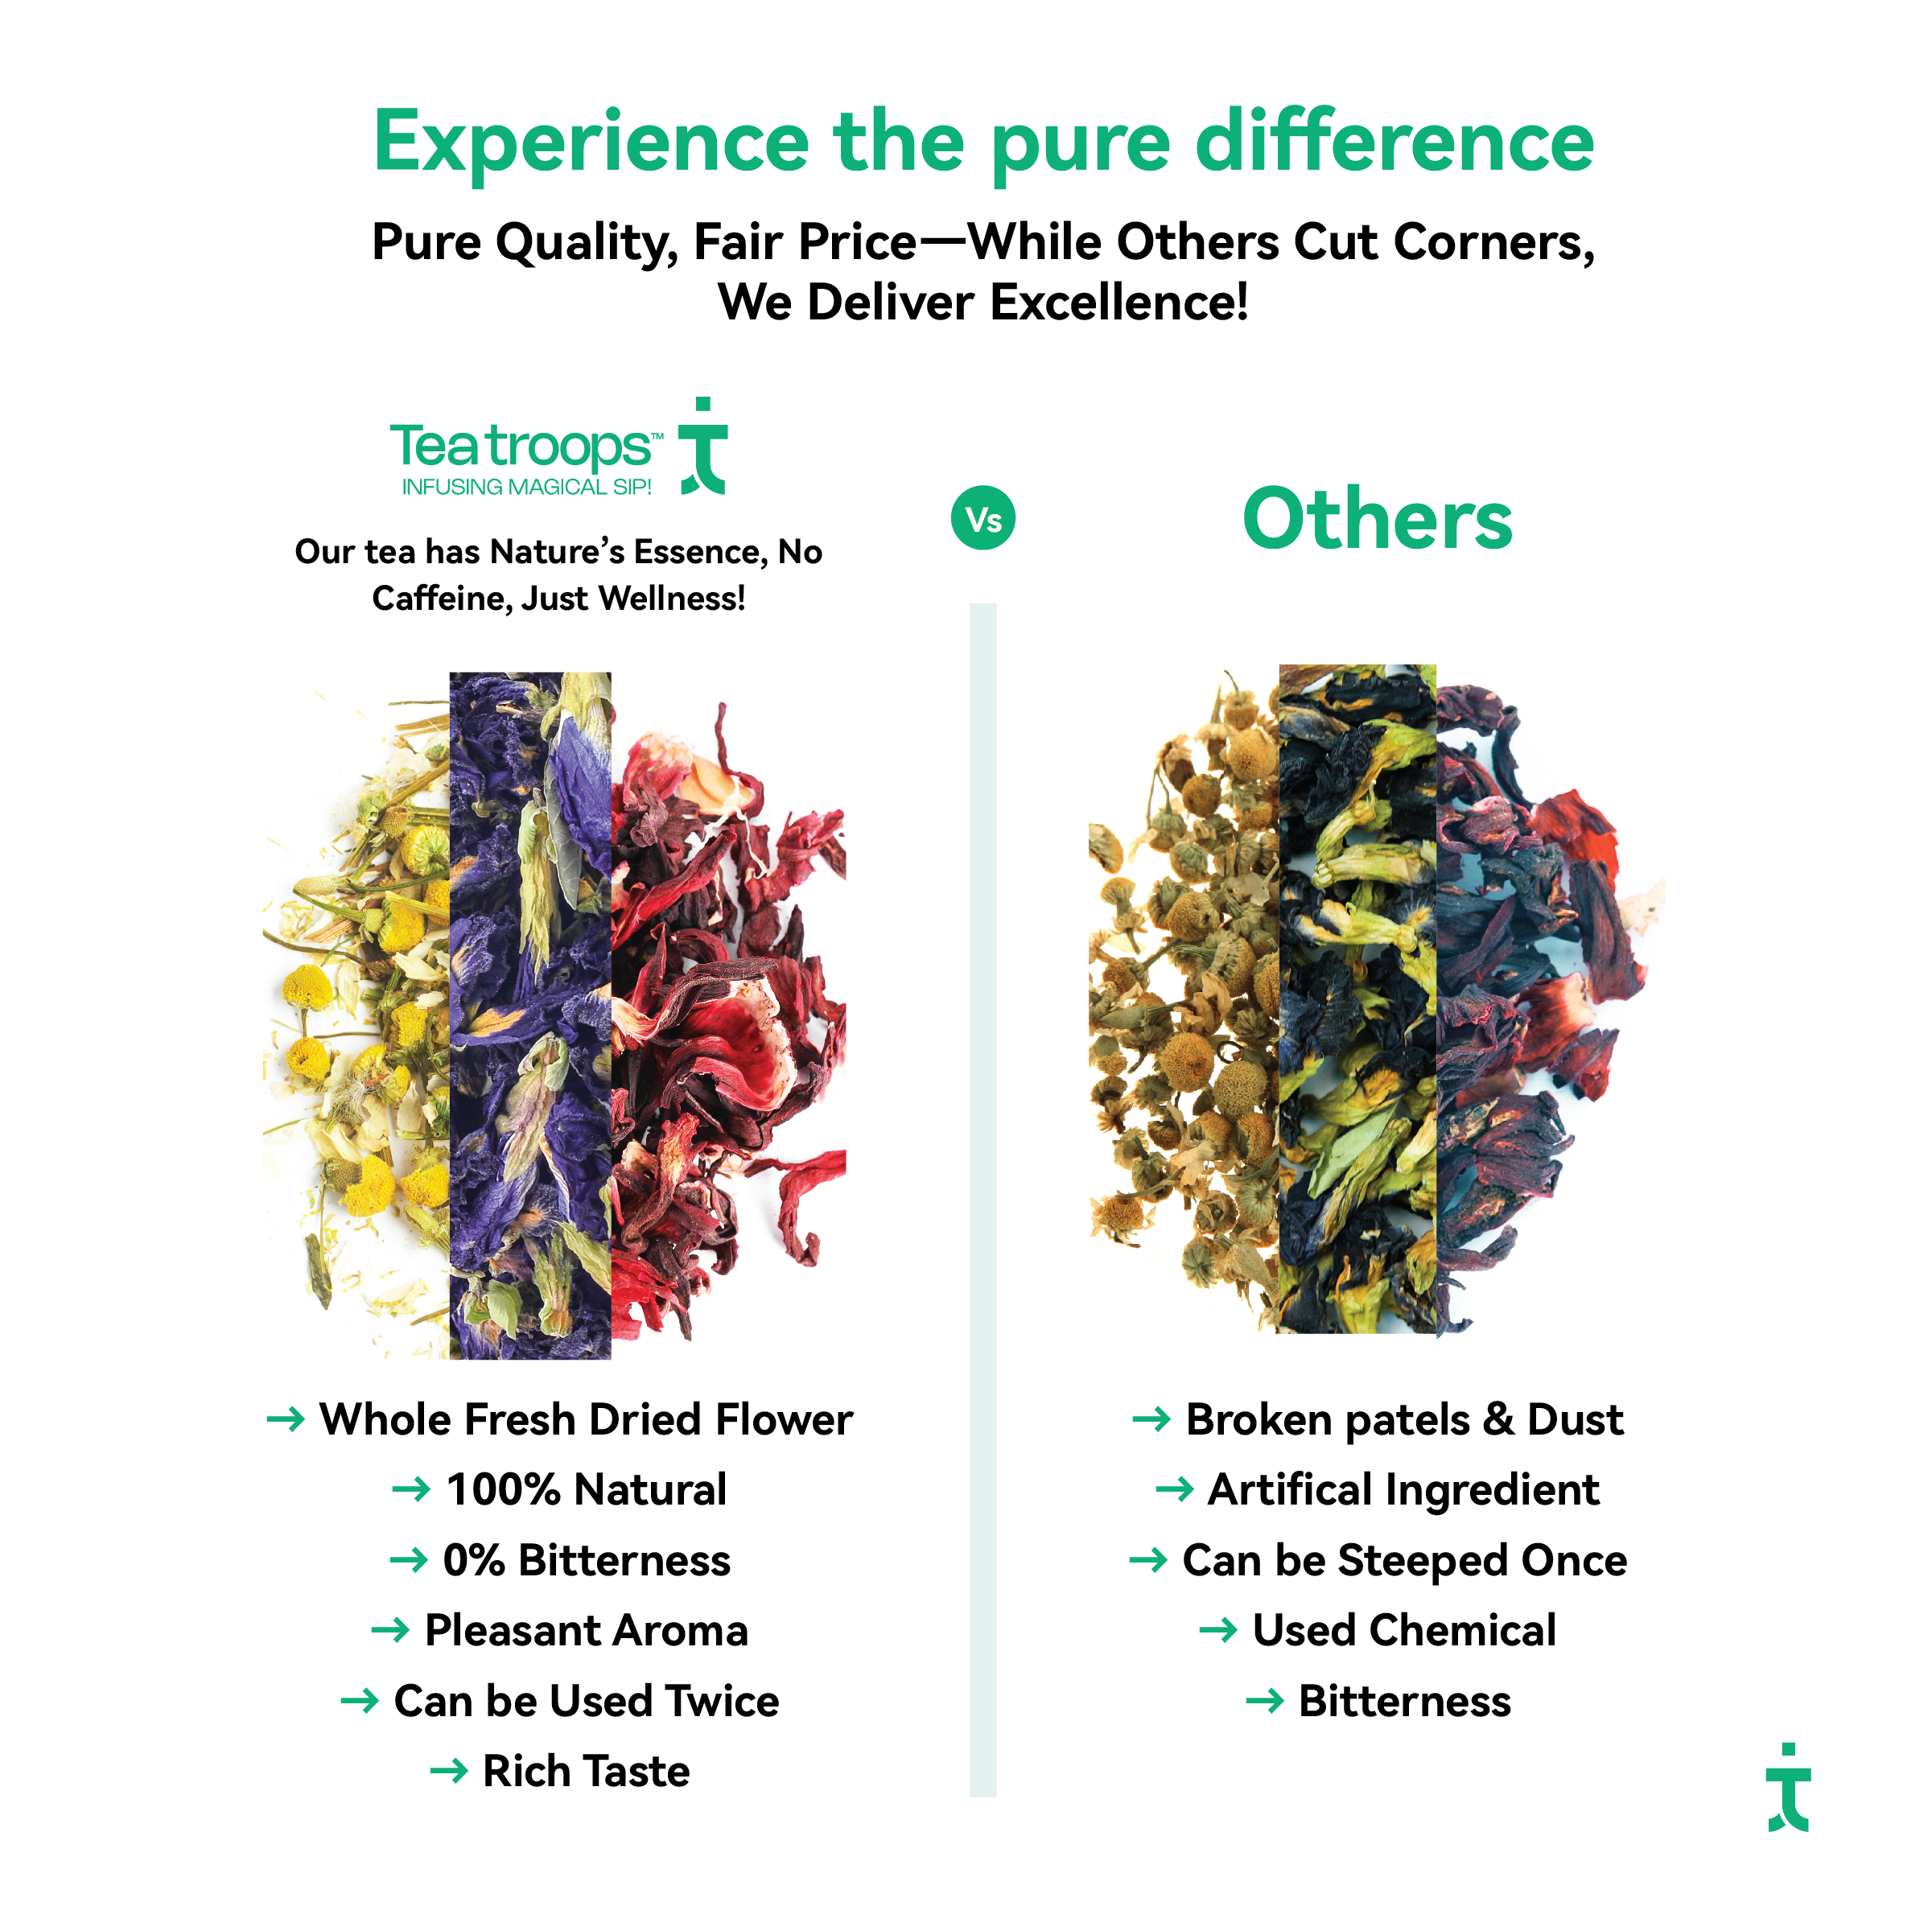 Experience the pure difference
Pure Quality, Fair Price—While Others Cut Corners,
We Deliver Excellence!
Teatroops™
INFUSING MAGICAL SIP!
Our tea has Nature’s Essence, No
Caffeine, Just Wellness!
Vs
Others
→ Whole Fresh Dried Flower
→ 100% Natural
→ 0% Bitterness
→ Pleasant Aroma
→ Can be Used Twice
→ Rich Taste
→ Broken patels & Dust
→ Artifical Ingredient
→ Can be Steeped Once
→ Used Chemical
→ Bitterness